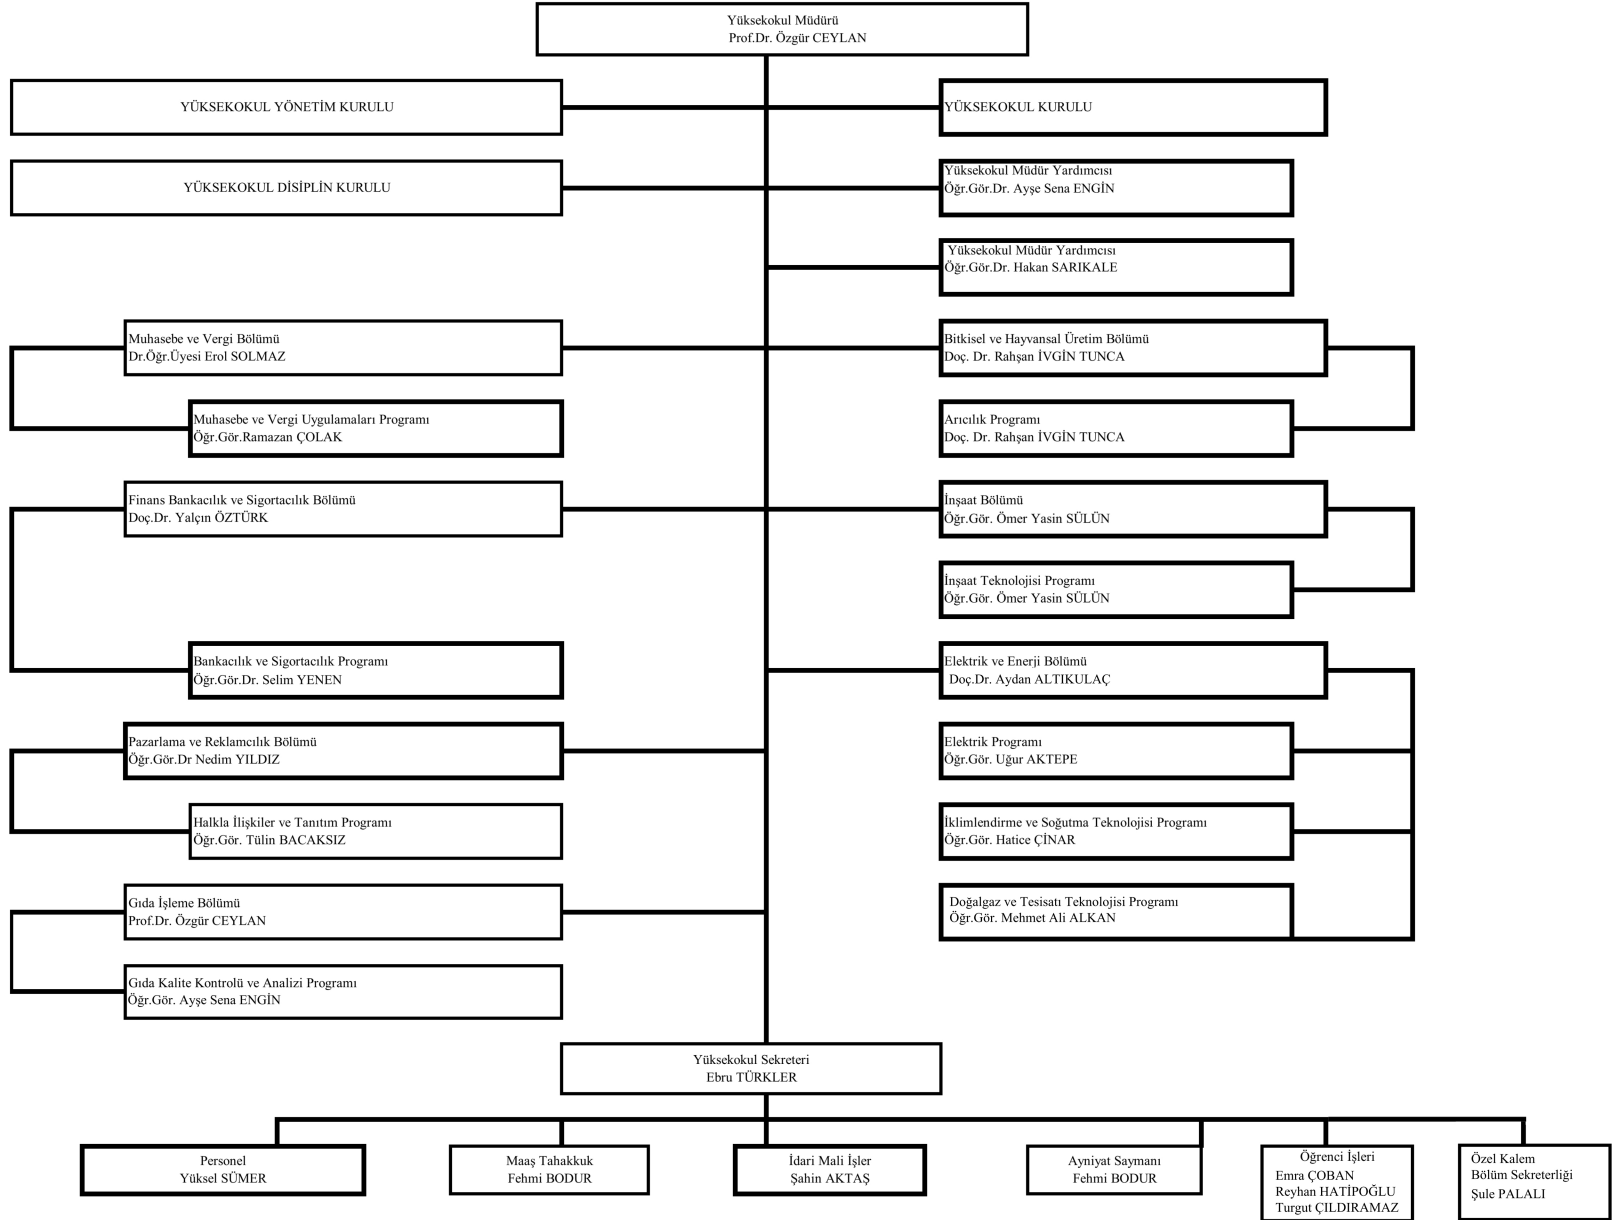 Yüksekokul Müdürü
Prof.Dr. Özgür CEYLAN
YÜKSEKOKUL YÖNETİM KURULU
YÜKSEKOKUL KURULU
YÜKSEKOKUL DİSİPLİN KURULU
Yüksekokul Müdür Yardımcısı
Öğr.Gör.Dr. Ayşe Sena ENGİN
Yüksekokul Müdür Yardımcısı
Öğr.Gör.Dr. Hakan SARIKALE
Muhasebe ve Vergi Bölümü
Dr.Öğr.Üyesi Erol SOLMAZ
Bitkisel ve Hayvansal Üretim Bölümü
Doç. Dr. Rahşan İVGİN TUNCA
Muhasebe ve Vergi Uygulamaları Programı
Öğr.Gör.Ramazan ÇOLAK
Arıcılık Programı
Doç. Dr. Rahşan İVGİN TUNCA
Finans Bankacılık ve Sigortacılık Bölümü
Doç.Dr. Yalçın ÖZTÜRK
İnşaat Bölümü
Öğr.Gör. Ömer Yasin SÜLÜN
İnşaat Teknolojisi Programı
Öğr.Gör. Ömer Yasin SÜLÜN
Bankacılık ve Sigortacılık Programı
Öğr.Gör.Dr. Selim YENEN
Elektrik ve Enerji Bölümü
Doç.Dr. Aydan ALTIKULAÇ
Pazarlama ve Reklamcılık Bölümü
Öğr.Gör.Dr Nedim YILDIZ
Elektrik Programı
Öğr.Gör. Uğur AKTEPE
Halkla İlişkiler ve Tanıtım Programı
Öğr.Gör. Tülin BACAKSIZ
İklimlendirme ve Soğutma Teknolojisi Programı
Öğr.Gör. Hatice ÇİNAR
Gıda İşleme Bölümü
Prof.Dr. Özgür CEYLAN
Doğalgaz ve Tesisatı Teknolojisi Programı
Öğr.Gör. Mehmet Ali ALKAN
Gıda Kalite Kontrolü ve Analizi Programı
Öğr.Gör. Ayşe Sena ENGİN
Yüksekokul Sekreteri
Ebru TÜRKLER
Personel
Yüksel SÜMER
Maaş Tahakkuk
Fehmi BODUR
İdari Mali İşler
Şahin AKTAŞ
Ayniyat Saymanı
Fehmi BODUR
Öğrenci İşleri
Emra ÇOBAN
Reyhan HATİPOĞLU
Turgut ÇILDIRAMAZ
Özel Kalem
Bölüm Sekreterliği
Şule PALALI